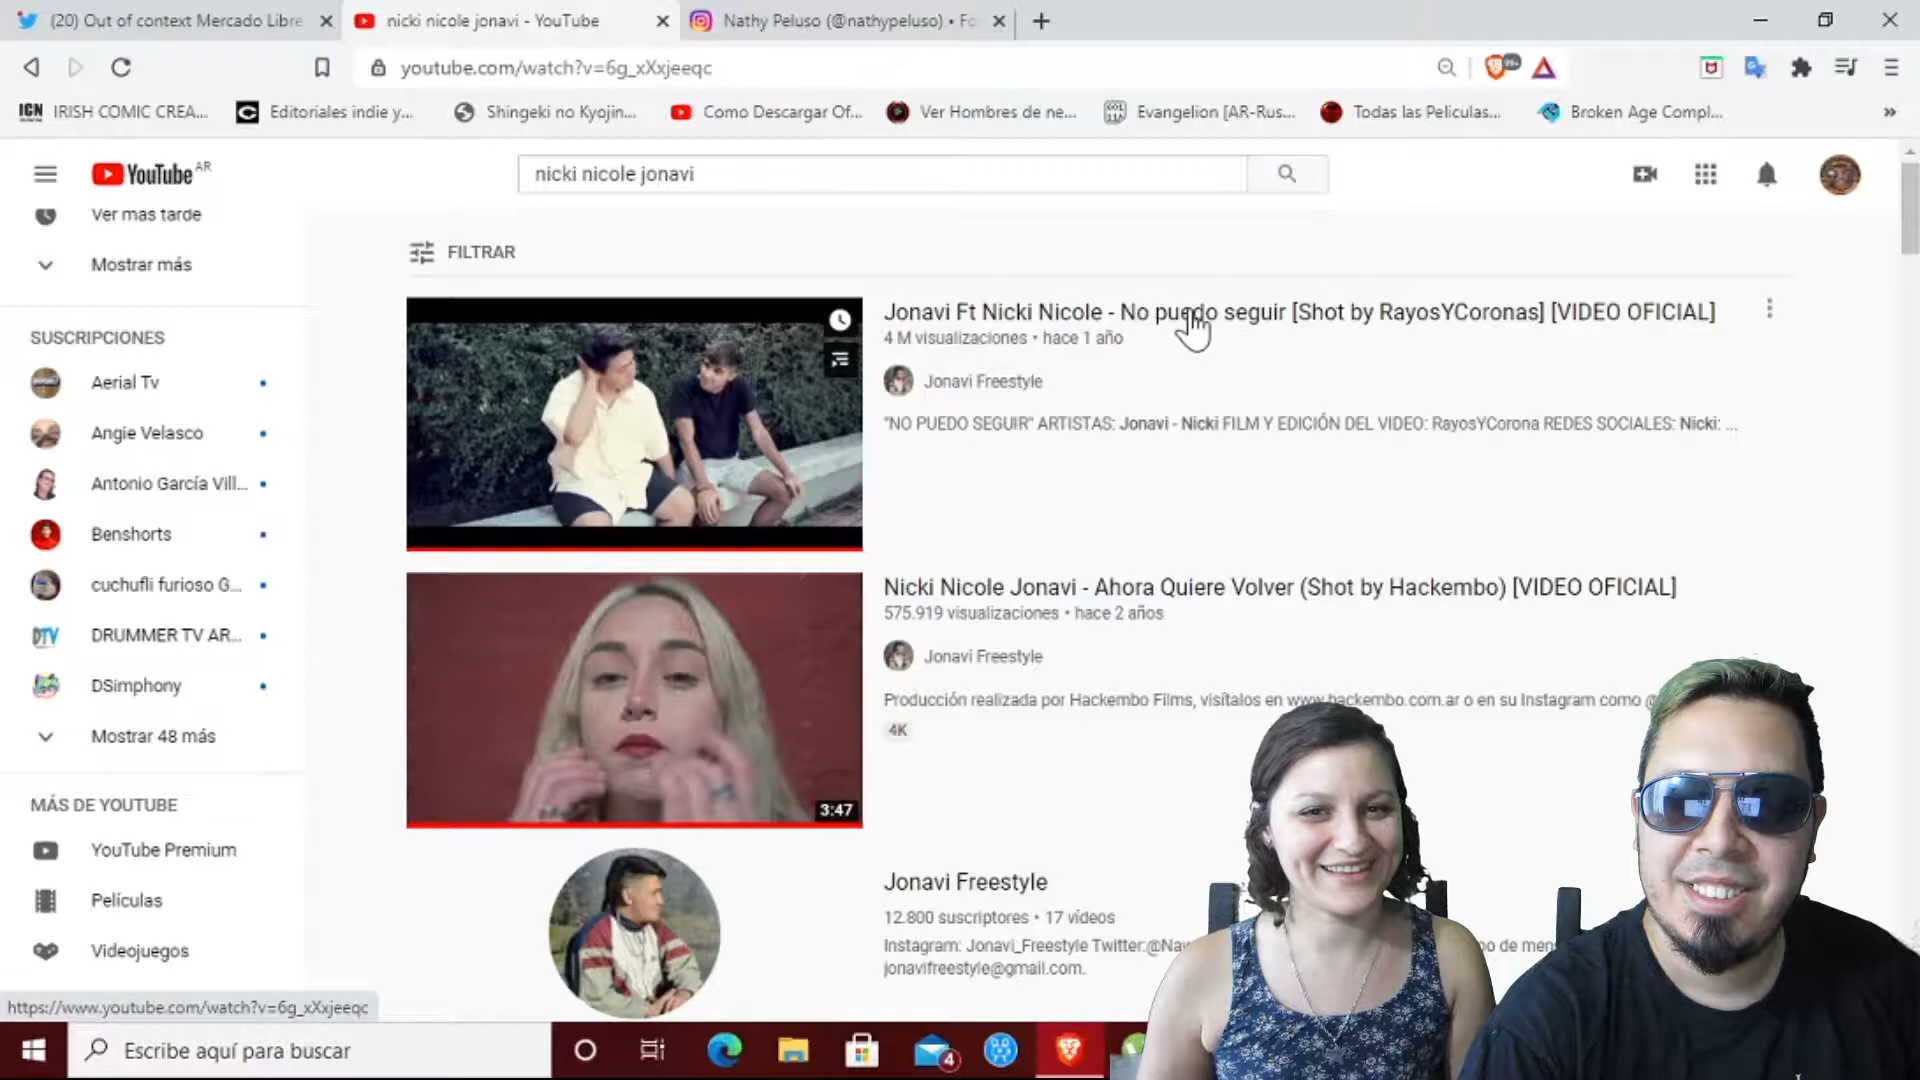 (20) Out of context Mercado Libre
nicki nicole jonavi - YouTube
Nathy Peluso (@nathypeluso) • Fo
youtube.com/watch?v=6g_xXxjeeqc
99+
ICN IRISH COMIC CREA...
Editoriales indie y...
Shingeki no Kyojin...
Como Descargar Of...
Ver Hombres de ne...
Evangelion [AR-Rus...
Todas las Peliculas...
Broken Age Compl...
YouTube AR
nicki nicole jonavi
Ver mas tarde
Mostrar más
SUSCRIPCIONES
Aerial Tv
Angie Velasco
Antonio García Vill...
Benshorts
cuchufli furioso G...
DTV
DRUMMER TV AR...
DSimphony
Mostrar 48 más
MÁS DE YOUTUBE
YouTube Premium
Películas
Videojuegos
FILTRAR
Jonavi Ft Nicki Nicole - No puedo seguir [Shot by RayosYCoronas] [VIDEO OFICIAL]
4 M visualizaciones • hace 1 año
Jonavi Freestyle
"NO PUEDO SEGUIR" ARTISTAS: Jonavi - Nicki FILM Y EDICIÓN DEL VIDEO: RayosYCorona REDES SOCIALES: Nicki: ...
3:47
Nicki Nicole Jonavi - Ahora Quiere Volver (Shot by Hackembo) [VIDEO OFICIAL]
575.919 visualizaciones • hace 2 años
Jonavi Freestyle
Producción realizada por Hackembo Films, visítalos en www.hackembo.com.ar o en su Instagram como @
4K
Jonavi Freestyle
12.800 suscriptores • 17 vídeos
Instagram: Jonavi_Freestyle Twitter:@Naw
jonavifreestyle@gmail.com.
https://www.youtube.com/watch?v=6g_xXxjeeqc
Escribe aquí para buscar
4